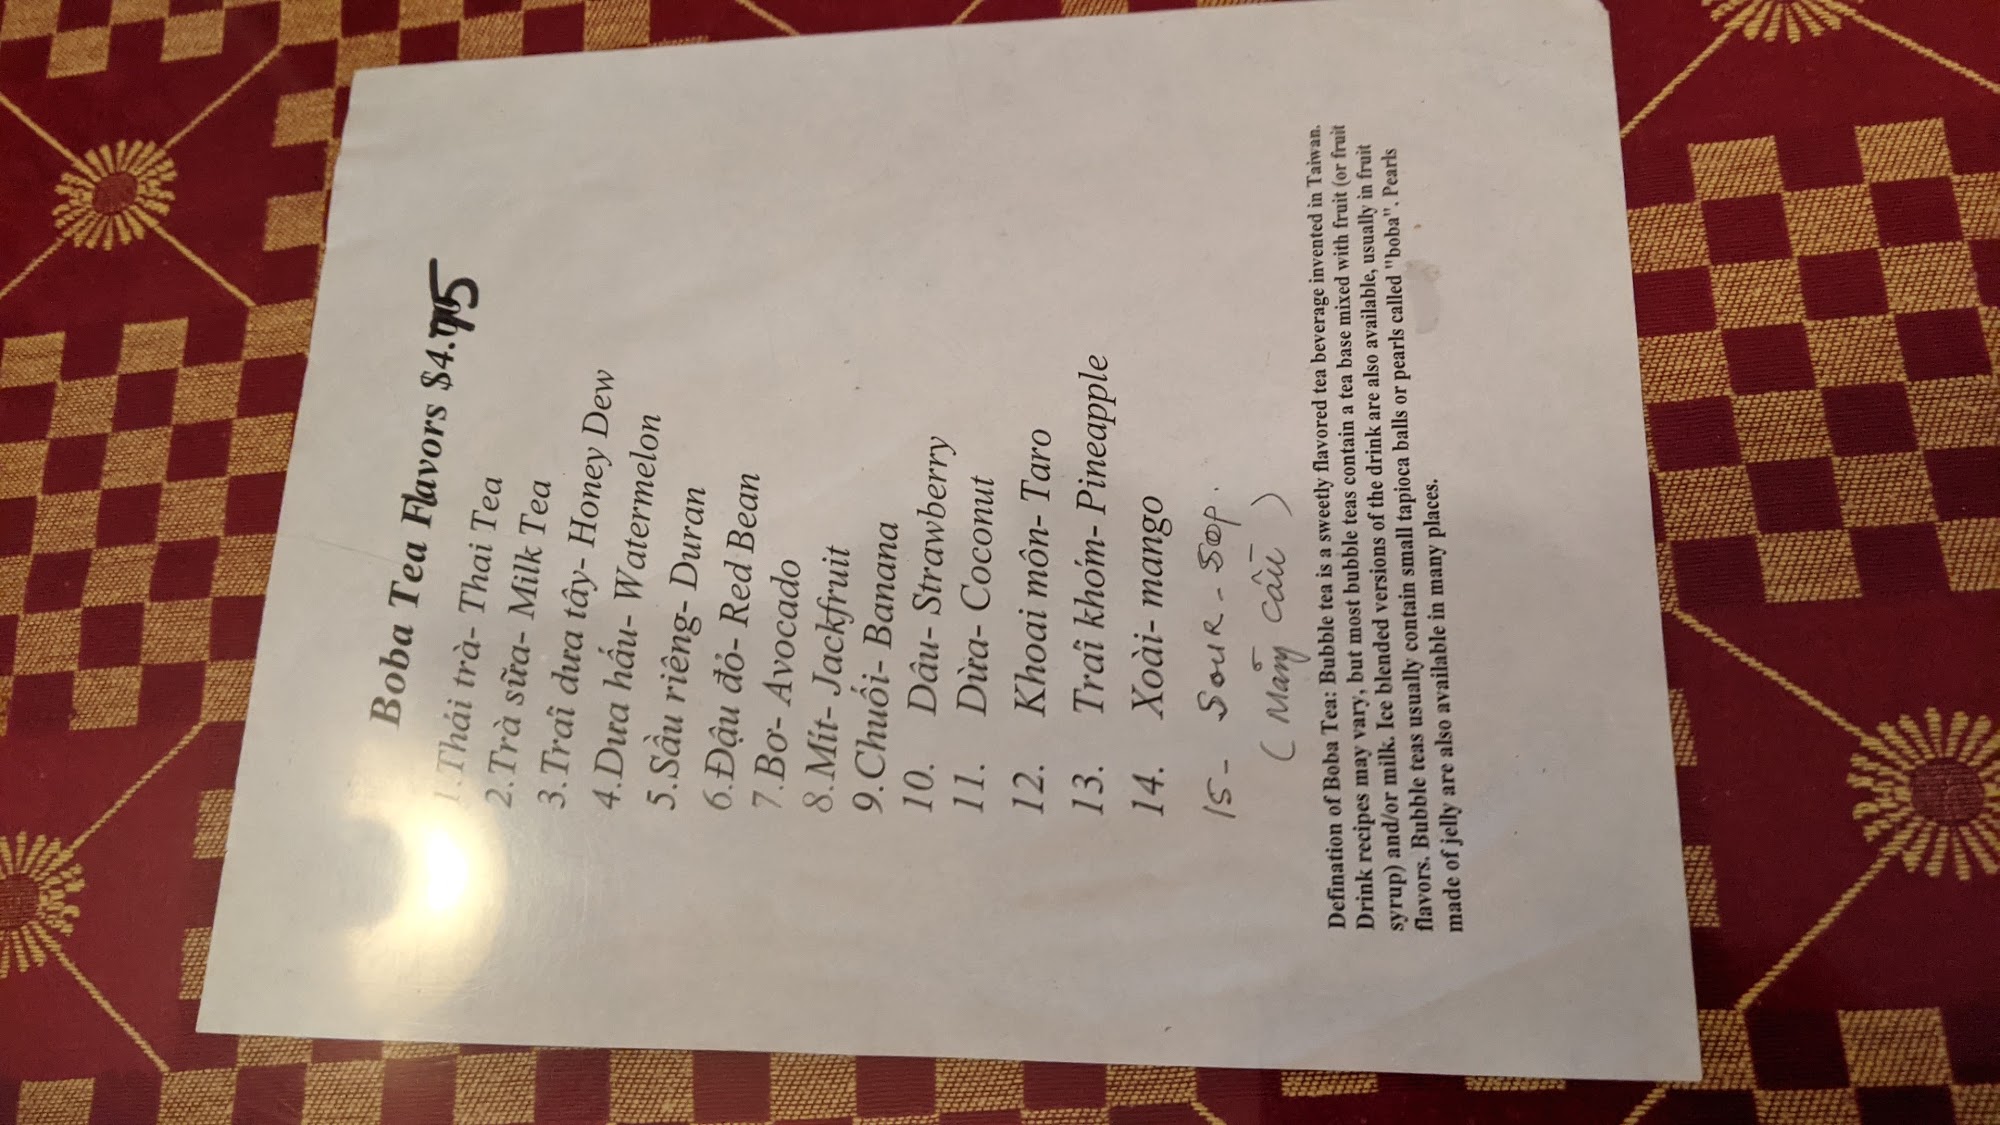 Boba Tea Flavors $4.95
1.Thái trà- Thai Tea
2.Trà sữa- Milk Tea
3.Traî dưa tây- Honey Dew
4.Dưa hấu- Watermelon
5.Sầu riêng- Duran
6.Đậu đỏ- Red Bean
7.Bơ- Avocado
8.Mít- Jackfruit
9.Chuối- Banana
10. Dâu- Strawberry
11. Dừa- Coconut
12. Khoai môn- Taro
13. Traî khóm- Pineapple
14. Xoài- mango
15- SOUR-SOP.
(Mãng cầu)
Defination of Boba Tea: Bubble tea is a sweetly flavored tea beverage invented in Taiwan.
Drink recipes may vary, but most bubble teas contain a tea base mixed with fruit (or fruit
syrup) and/or milk. Ice blended versions of the drink are also available, usually in fruit
flavors. Bubble teas usually contain small tapioca balls or pearls called "boba". Pearls
made of jelly are also available in many places.